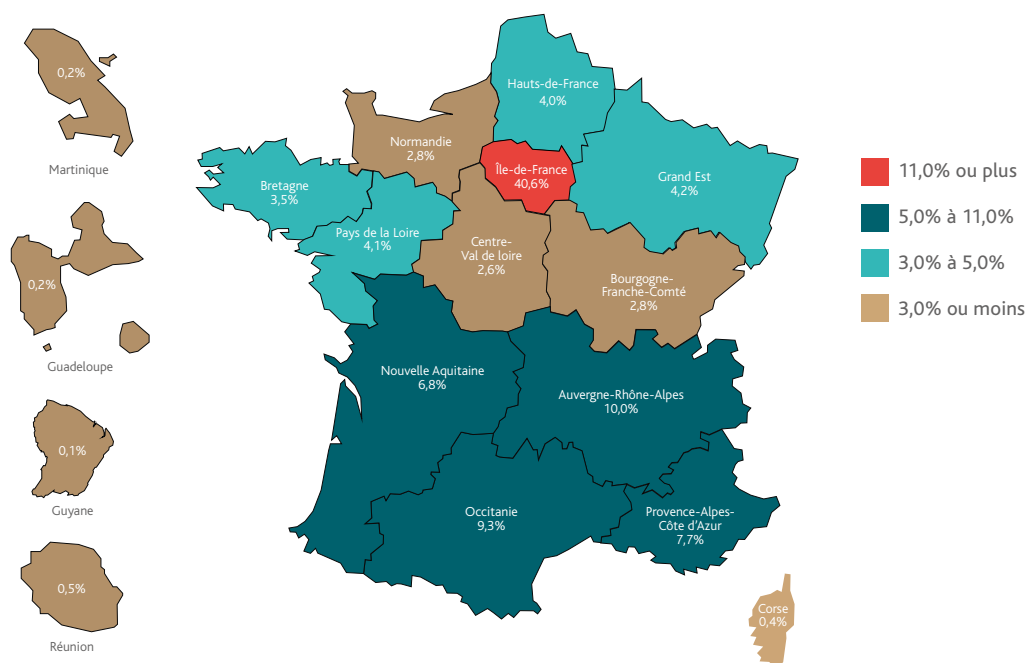 0,2%
Martinique
0,2%
Guadeloupe
0,1%
Guyane
0,5%
Réunion
Hauts-de-France
4,0%
Normandie
2,8%
Île-de-France
40,6%
Grand Est
4,2%
Bretagne
3,5%
Pays de la Loire
4,1%
Centre-
Val de loire
2,6%
Bourgogne-
Franche-Comté
2,8%
Nouvelle Aquitaine
6,8%
Auvergne-Rhône-Alpes
10,0%
Occitanie
9,3%
Provence-Alpes-
Côte d'Azur
7,7%
Corse
0,4%
11,0% ou plus
5,0% à 11,0%
3,0% à 5,0%
3,0% ou moins